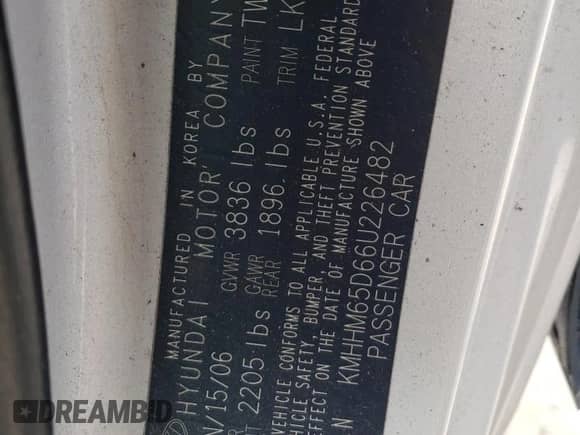 MANUFACTURED IN KOREA BY
HYUNDAI MOTOR COMPANY
/15/06 GVWR 3836 lbs PAINT TW
2205 lbs GAWR REAR 1896 lbs TRIM LK
VEHICLE CONFORMS TO ALL APPLICABLE U.S.A. FEDERAL
VEHICLE SAFETY, BUMPER, AND THEFT PREVENTION STANDARD
EFFECT ON THE DATE OF MANUFACTURE SHOWN ABOVE
N KMHHM65D66U226482
PASSENGER CAR
DREAMBID